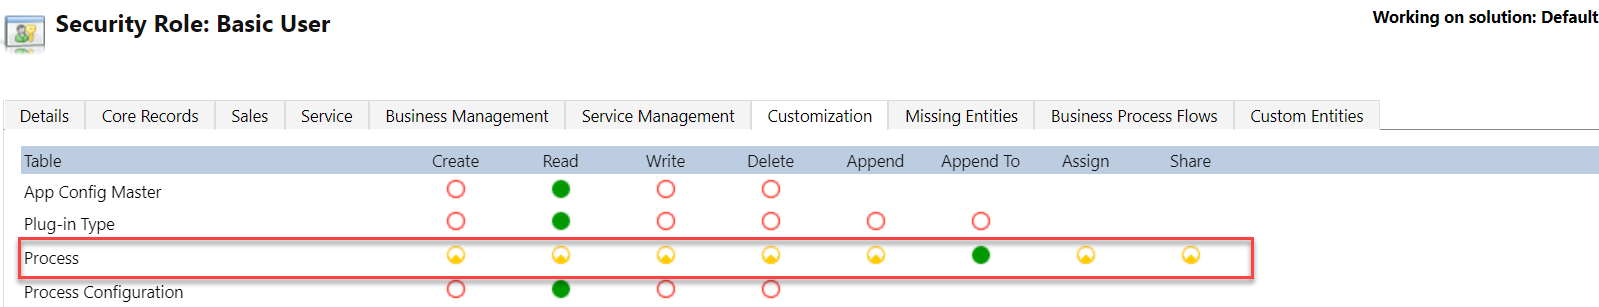 Security Role: Basic User
Working on solution: Default
Details Core Records Sales Service Business Management Service Management Customization Missing Entities Business Process Flows Custom Entities
Table Create Read Write Delete Append Append To Assign Share
App Config Master
Plug-in Type
Process
Process Configuration